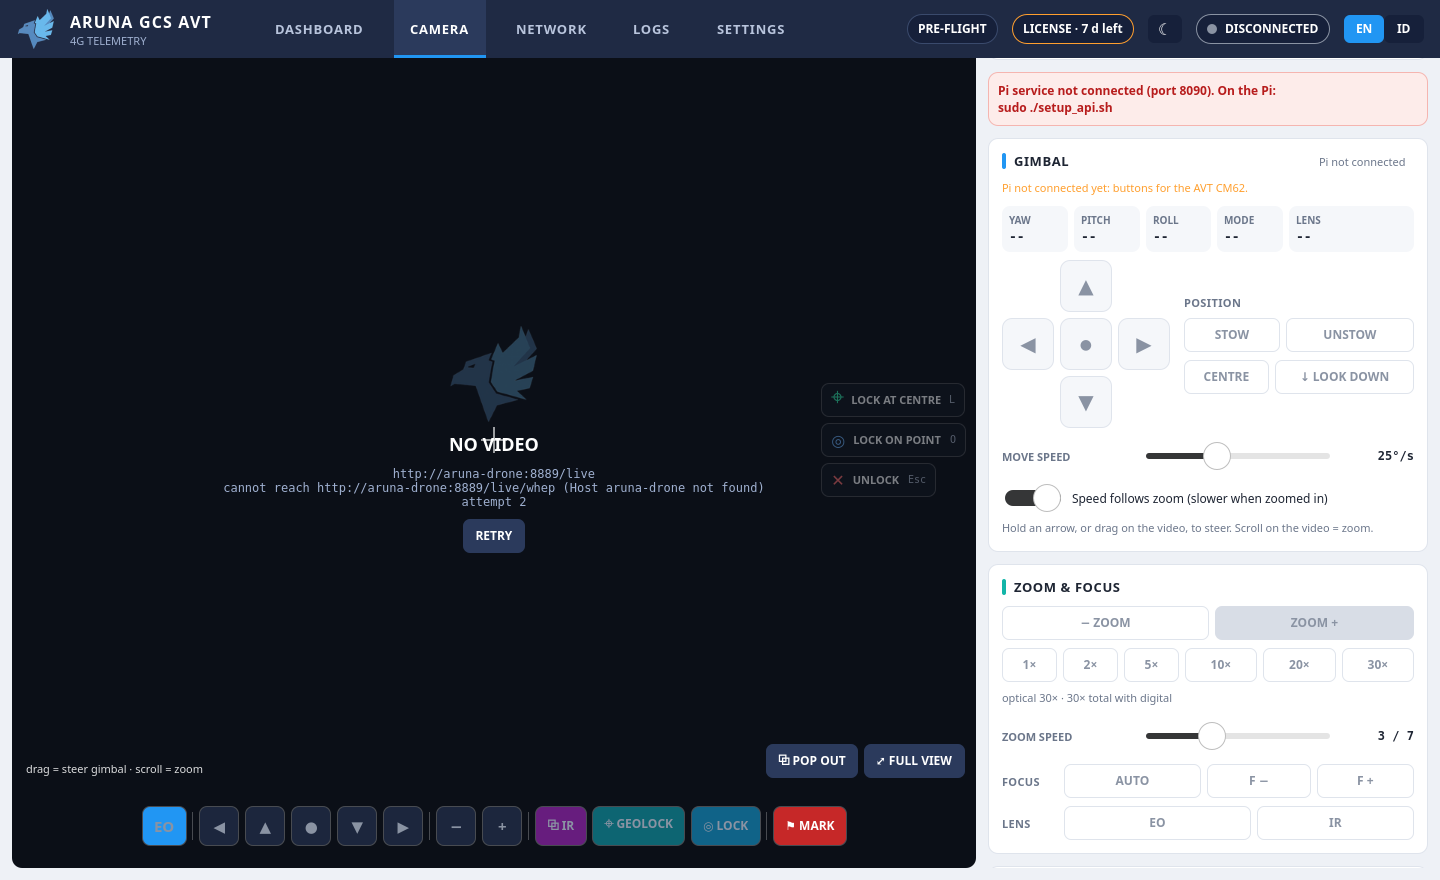 ARUNA GCS AVT
4G TELEMETRY
DASHBOARD
CAMERA
NETWORK
LOGS
SETTINGS
PRE-FLIGHT
LICENSE · 7 d left
DISCONNECTED
EN
ID
NO VIDEO
http://aruna-drone:8889/live
cannot reach http://aruna-drone:8889/live/whep (Host aruna-drone not found)
attempt 2
RETRY
LOCK AT CENTRE L
LOCK ON POINT O
UNLOCK Esc
drag = steer gimbal · scroll = zoom
POP OUT
FULL VIEW
EO
IR
GEOLOCK
LOCK
MARK
Pi service not connected (port 8090). On the Pi:
sudo ./setup_api.sh
GIMBAL
Pi not connected
Pi not connected yet: buttons for the AVT CM62.
YAW
--
PITCH
--
ROLL
--
MODE
--
LENS
--
POSITION
STOW
UNSTOW
CENTRE
↓ LOOK DOWN
MOVE SPEED
25°/s
Speed follows zoom (slower when zoomed in)
Hold an arrow, or drag on the video, to steer. Scroll on the video = zoom.
ZOOM & FOCUS
− ZOOM
ZOOM +
1×
2×
5×
10×
20×
30×
optical 30× · 30× total with digital
ZOOM SPEED
3 / 7
FOCUS
AUTO
F −
F +
LENS
EO
IR